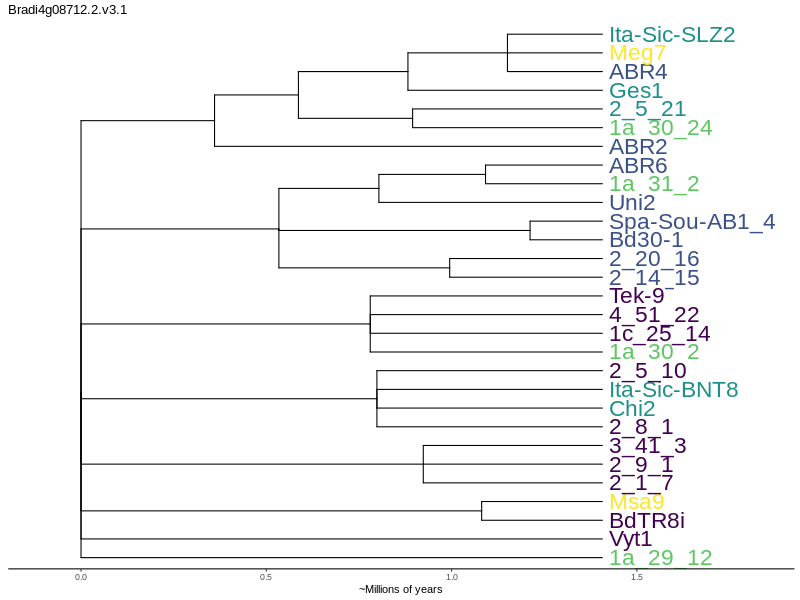 Bradi4g08712.2.v3.1
Ita-Sic-SLZ2
Meg7
ABR4
Ges1
2_5_21
1a_30_24
ABR2
ABR6
1a_31_2
Uni2
Spa-Sou-AB1_4
Bd30-1
2_20_16
2_14_15
Tek-9
4_51_22
1c_25_14
1a_30_2
2_5_10
Ita-Sic-BNT8
Chi2
2_8_1
3_41_3
2_9_1
2_1_7
Msa9
BdTR8i
Vyt1
1a_29_12
0.0 0.5 1.0 1.5
~Millions of years